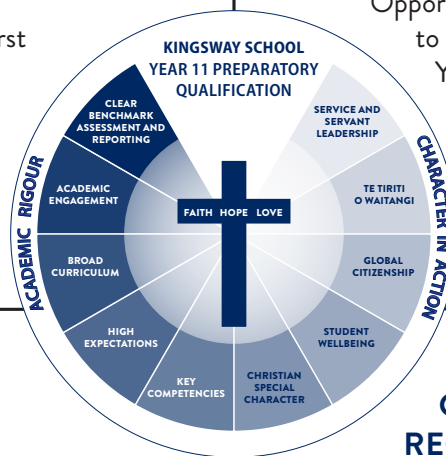 Oppor
rst
to
Y
KINGSWAY SCHOOL
YEAR 11 PREPARATORY
QUALIFICATION
CLEAR
BENCHMARK
ASSESSMENT AND
REPORTING
ACADEMIC
ENGAGEMENT
BROAD
CURRICULUM
HIGH
EXPECTATIONS
KEY
COMPETENCIES
CHRISTIAN
SPECIAL
CHARACTER
STUDENT
WELLBEING
GLOBAL
CITIZENSHIP
TE TIRITI
O WAITANGI
SERVICE AND
SERVANT
LEADERSHIP
FAITH HOPE LOVE
ACADEMIC RIGOUR
CHARACTER IN ACTION
RE